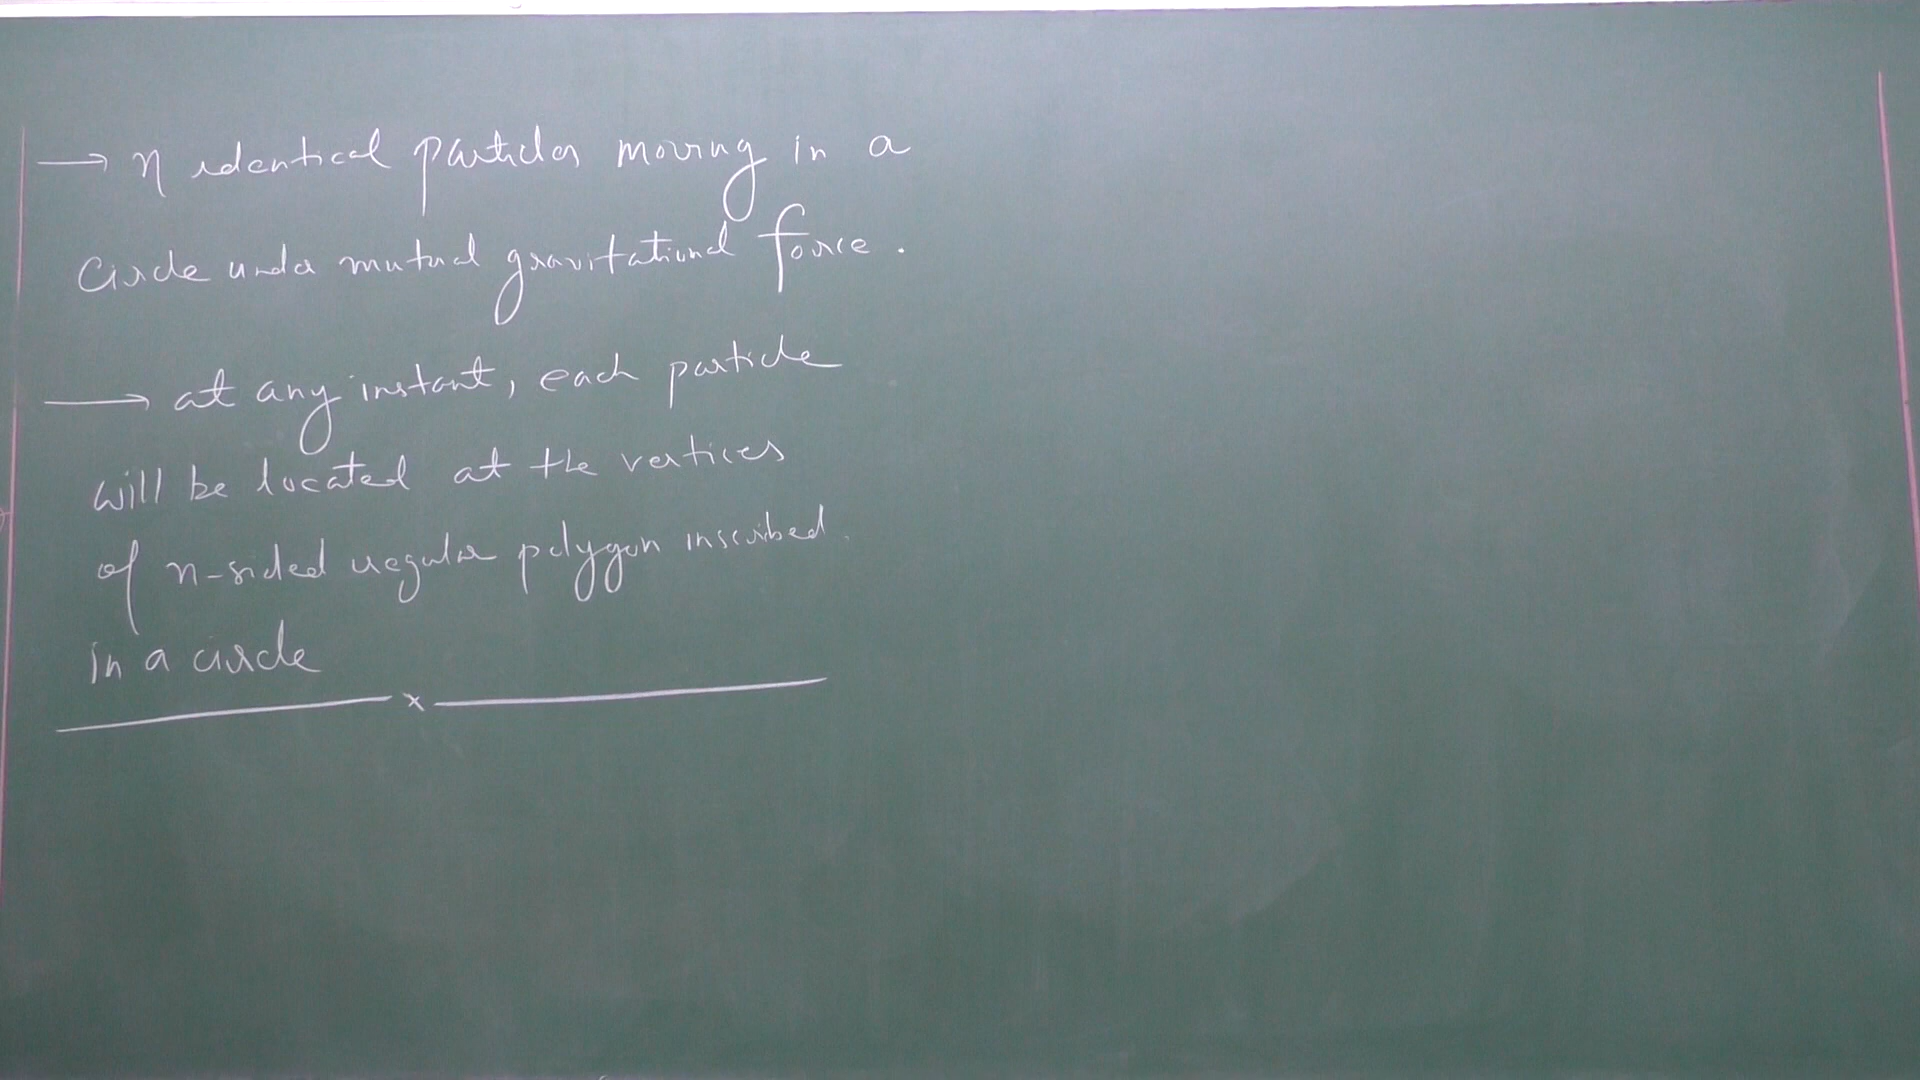 → n identical particles moving in a
Circle under mutual gravitational force.
→ at any instant, each particle
will be located at the vertices
of n-sided regular polygon inscribed
in a circle
x